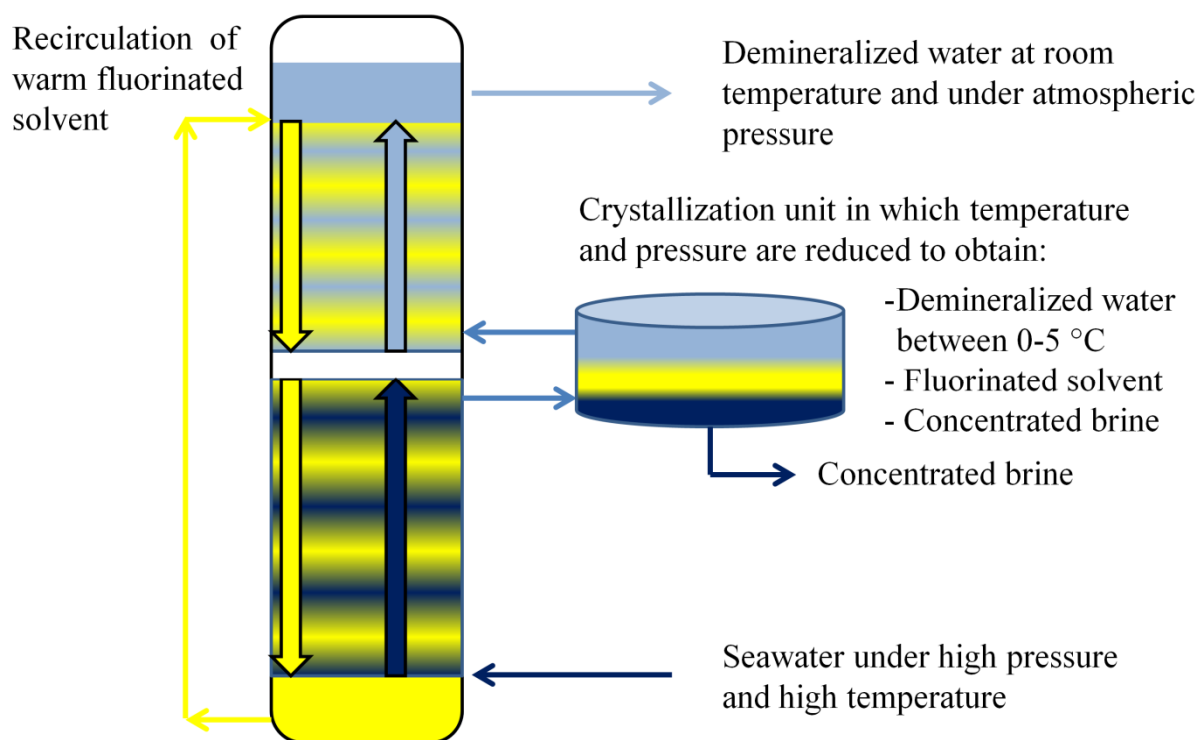 Recirculation of
warm fluorinated
solvent
Demineralized water at room
temperature and under atmospheric
pressure
Crystallization unit in which temperature
and pressure are reduced to obtain:
-Demineralized water
between 0-5 °C
- Fluorinated solvent
- Concentrated brine
Concentrated brine
Seawater under high pressure
and high temperature